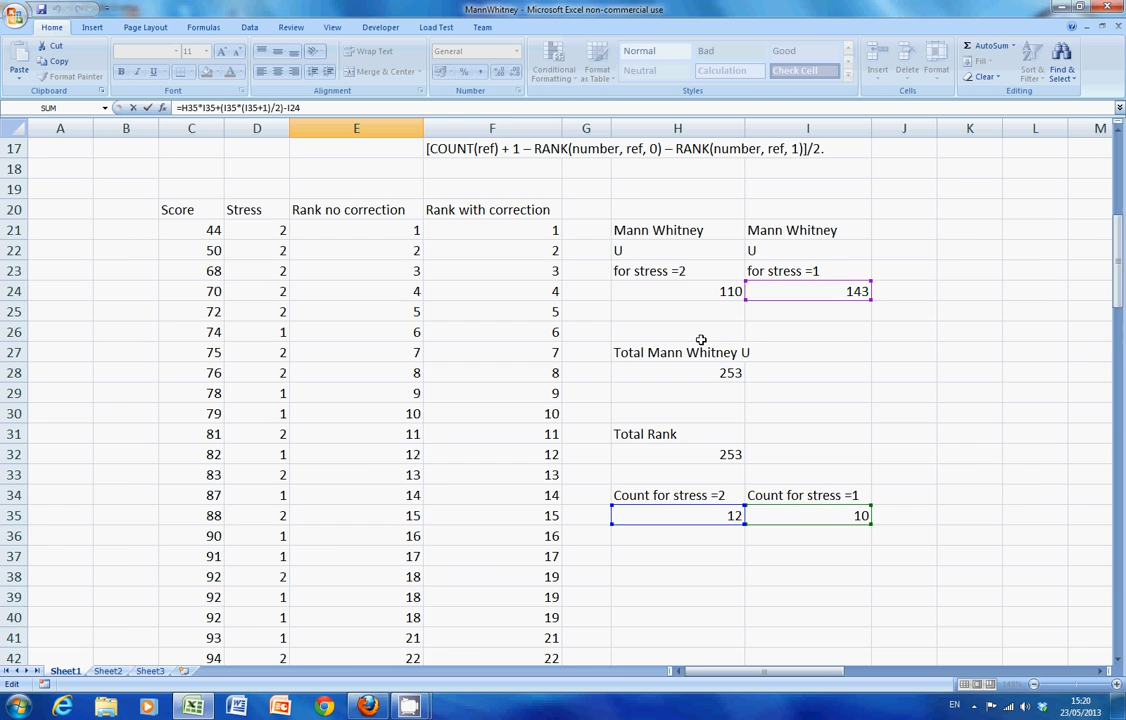 MannWhitney - Microsoft Excel non-commercial use
Home Insert Page Layout Formulas Data Review View Developer Load Test Team
Cut
Copy
Format Painter
Paste
Clipboard
11
B I U
Font
Wrap Text
Merge & Center
Alignment
General
Number
Conditional Formatting
Format as Table
Normal Bad Good
Neutral Calculation Check Cell
Styles
Insert Delete Format
Cells
AutoSum
Fill
Clear
Sort & Filter
Find & Select
Editing
SUM =H35*I35+(I35*(I35+1)/2)-I24
A B C D E F G H I J K L M
17 [COUNT(ref) + 1 – RANK(number, ref, 0) – RANK(number, ref, 1)]/2.
18
19
20 Score Stress Rank no correction Rank with correction
21 44 2 1 1 Mann Whitney Mann Whitney
22 50 2 2 2 U U
23 68 2 3 3 for stress =2 for stress =1
24 70 2 4 4 110 143
25 72 2 5 5
26 74 1 6 6
27 75 2 7 7 Total Mann Whitney U
28 76 2 8 8 253
29 78 1 9 9
30 79 1 10 10
31 81 2 11 11 Total Rank
32 82 1 12 12 253
33 83 2 13 13
34 87 1 14 14 Count for stress =2 Count for stress =1
35 88 2 15 15 12 10
36 90 1 16 16
37 91 1 17 17
38 92 2 18 19
39 92 1 18 19
40 92 1 18 19
41 93 1 21 21
42 94 2 22 22
Sheet1 Sheet2 Sheet3
Edit
EN 15:20
23/05/2013